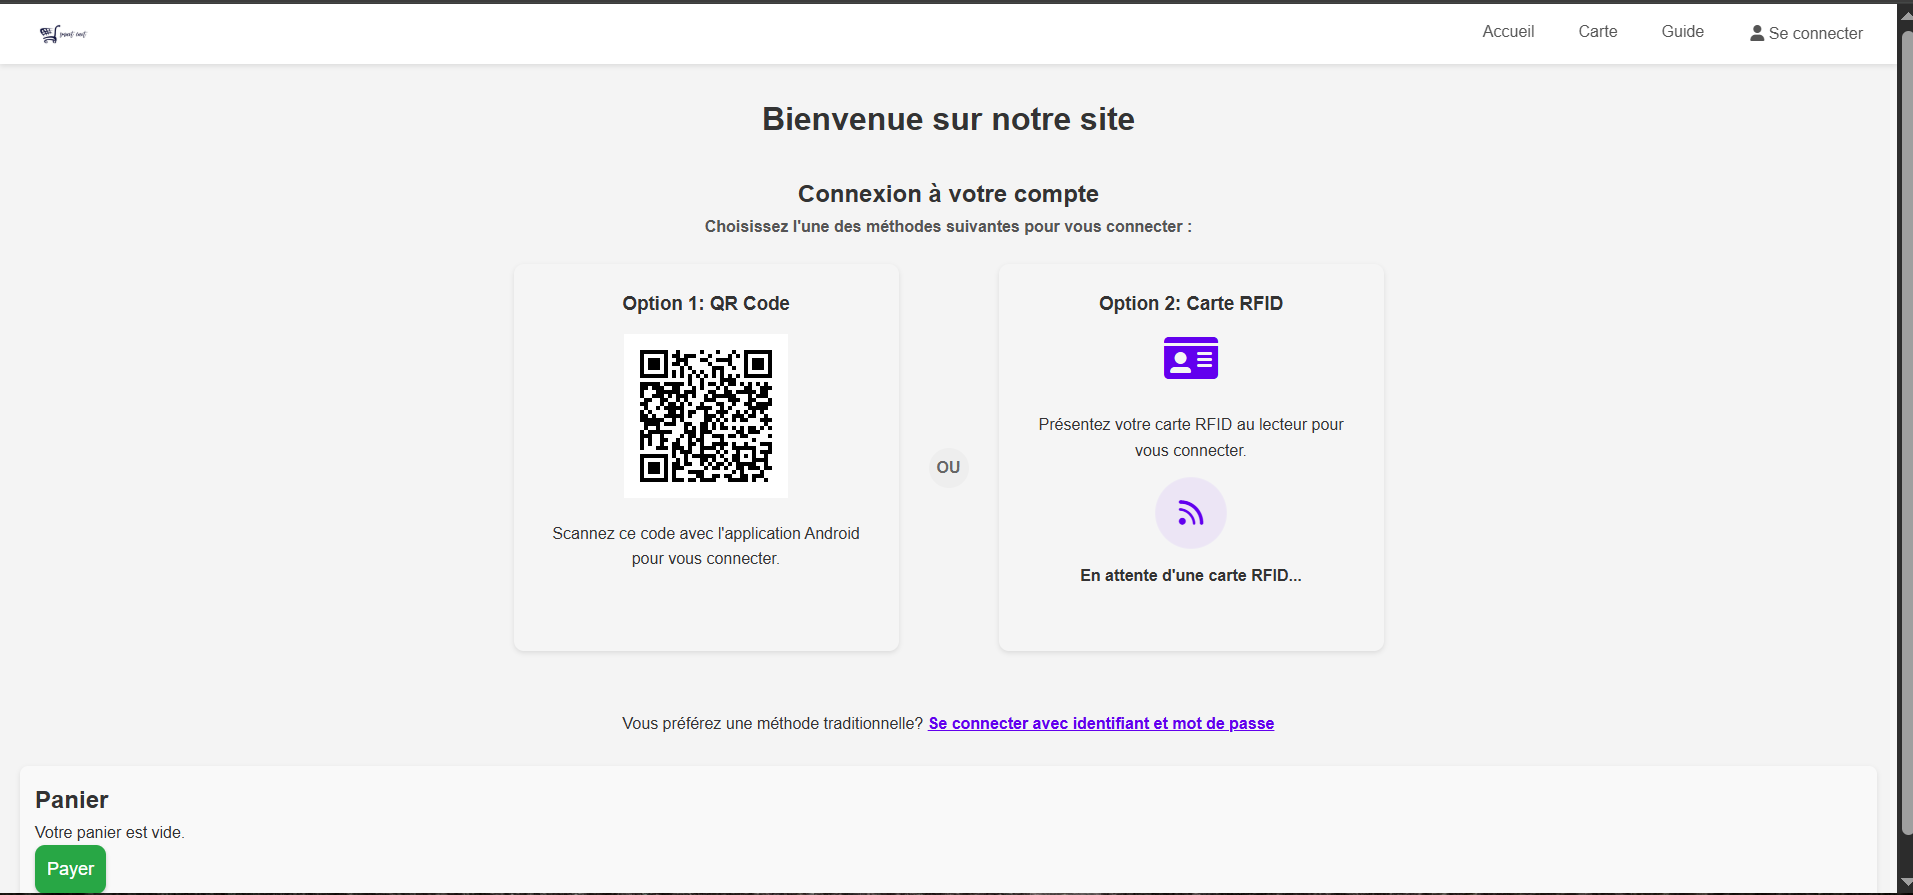 Accueil
Carte
Guide
Se connecter
Bienvenue sur notre site
Connexion à votre compte
Choisissez l'une des méthodes suivantes pour vous connecter :
Option 1: QR Code
Scannez ce code avec l'application Android
pour vous connecter.
OU
Option 2: Carte RFID
Présentez votre carte RFID au lecteur pour
vous connecter.
En attente d'une carte RFID...
Vous préférez une méthode traditionnelle? Se connecter avec identifiant et mot de passe
Panier
Votre panier est vide.
Payer